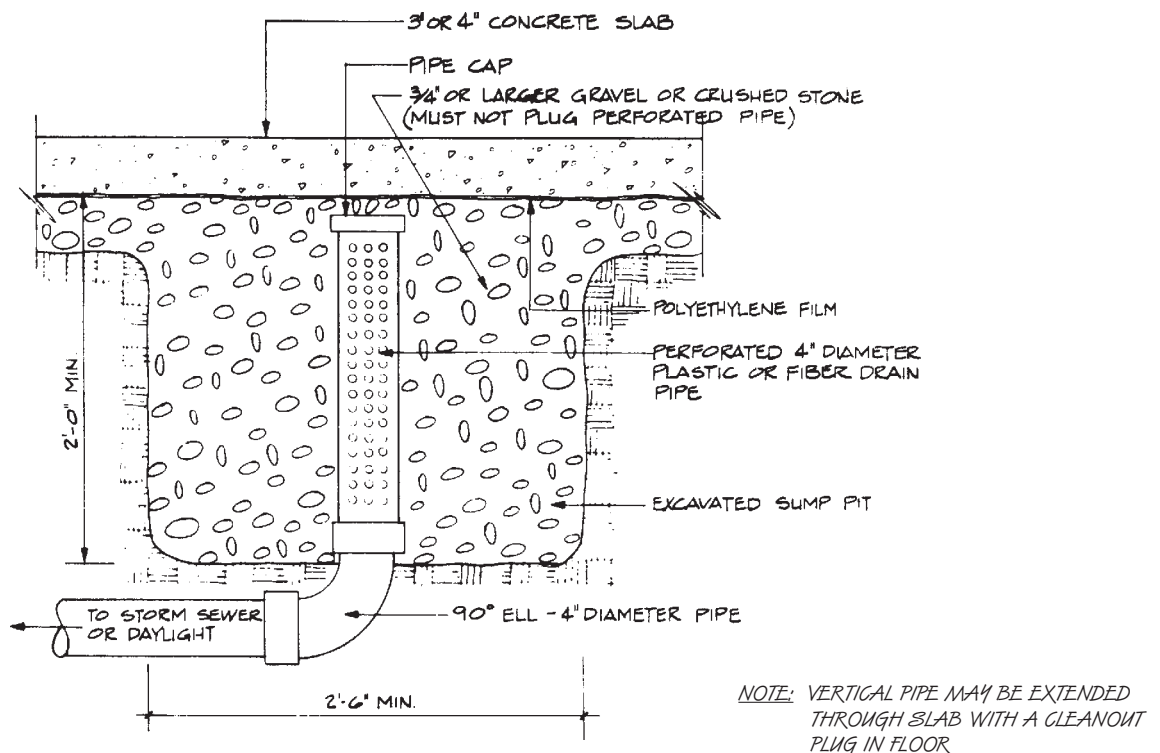 3" OR 4" CONCRETE SLAB
PIPE CAP
3/4" OR LARGER GRAVEL OR CRUSHED STONE
(MUST NOT PLUG PERFORATED PIPE)
POLYETHYLENE FILM
PERFORATED 4" DIAMETER
PLASTIC OR FIBER DRAIN
PIPE
2'-0" MIN.
EXCAVATED SUMP PIT
TO STORM SEWER
OR DAYLIGHT
90° ELL - 4" DIAMETER PIPE
2'-6" MIN.
NOTE: VERTICAL PIPE MAY BE EXTENDED
THROUGH SLAB WITH A CLEANOUT
PLUG IN FLOOR